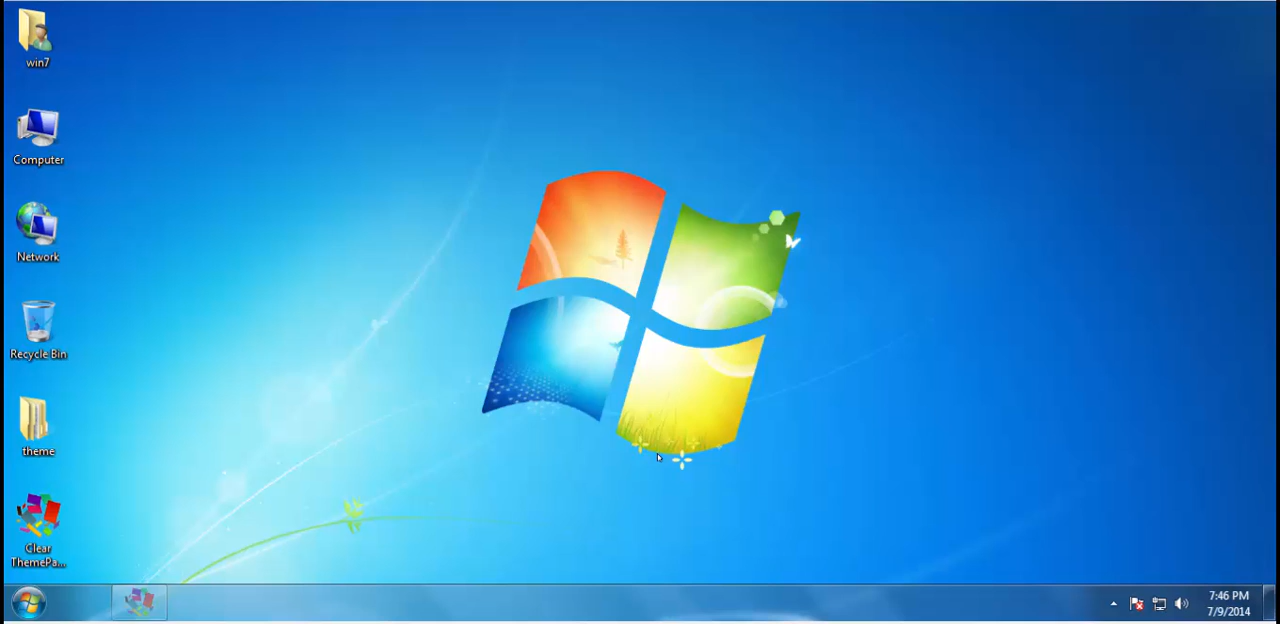 win7
Computer
Network
Recycle Bin
theme
Clear
ThemePa...
7:46 PM
7/9/2014